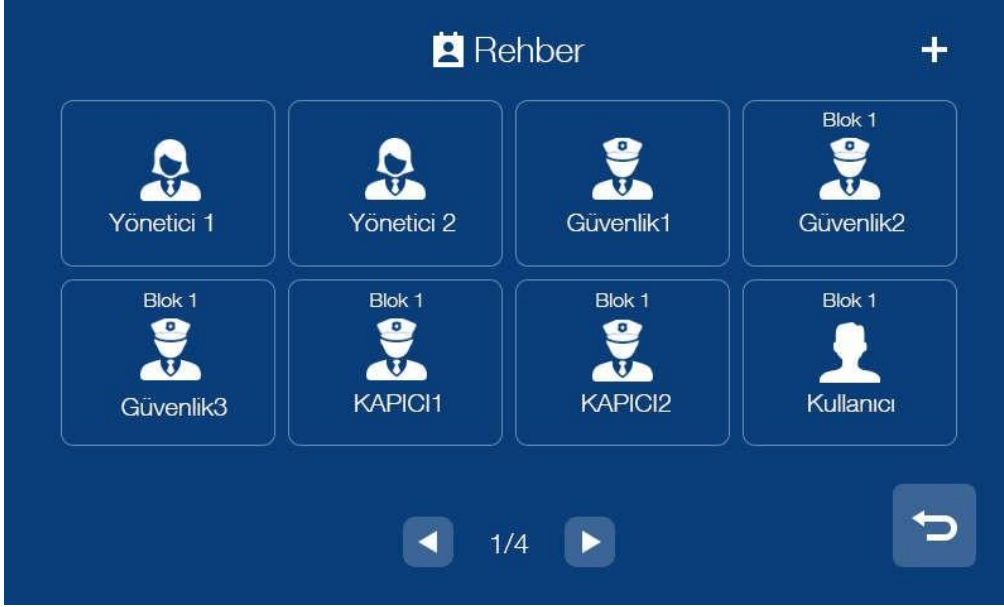 Rehber
Yönetici 1
Yönetici 2
Güvenlik1
Blok 1
Güvenlik2
Blok 1
Güvenlik3
Blok 1
KAPICI1
Blok 1
KAPICI2
Blok 1
Kullanıcı
1/4